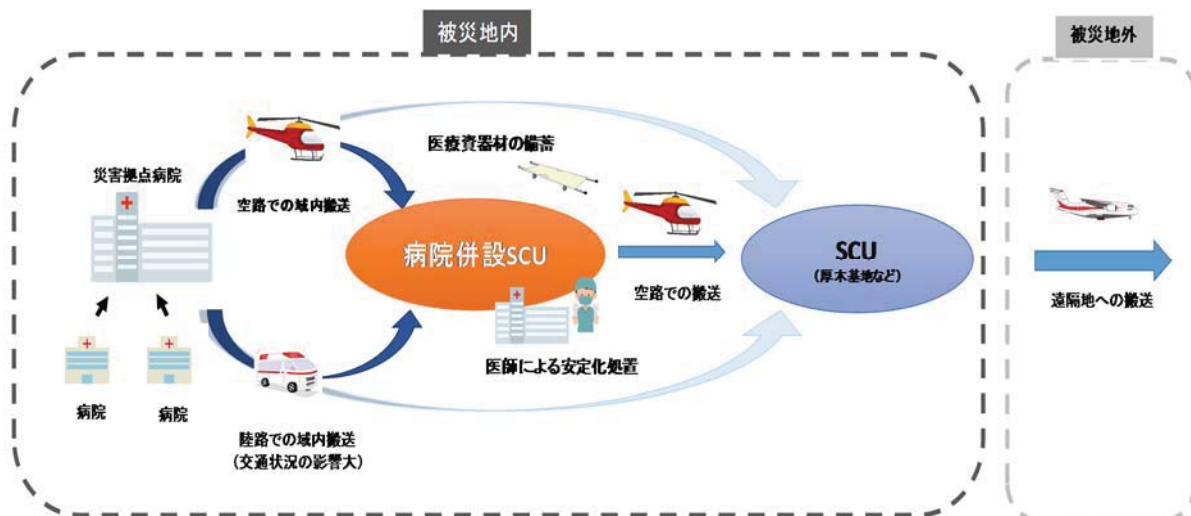 被災地内
被災地外
災害拠点病院
空路での域内搬送
医療資器材の備蓄
病院併設SCU
空路での搬送
SCU
(厚木基地など)
遠隔地への搬送
医師による安定化処置
病院
病院
陸路での域内搬送
(交通状況の影響大)